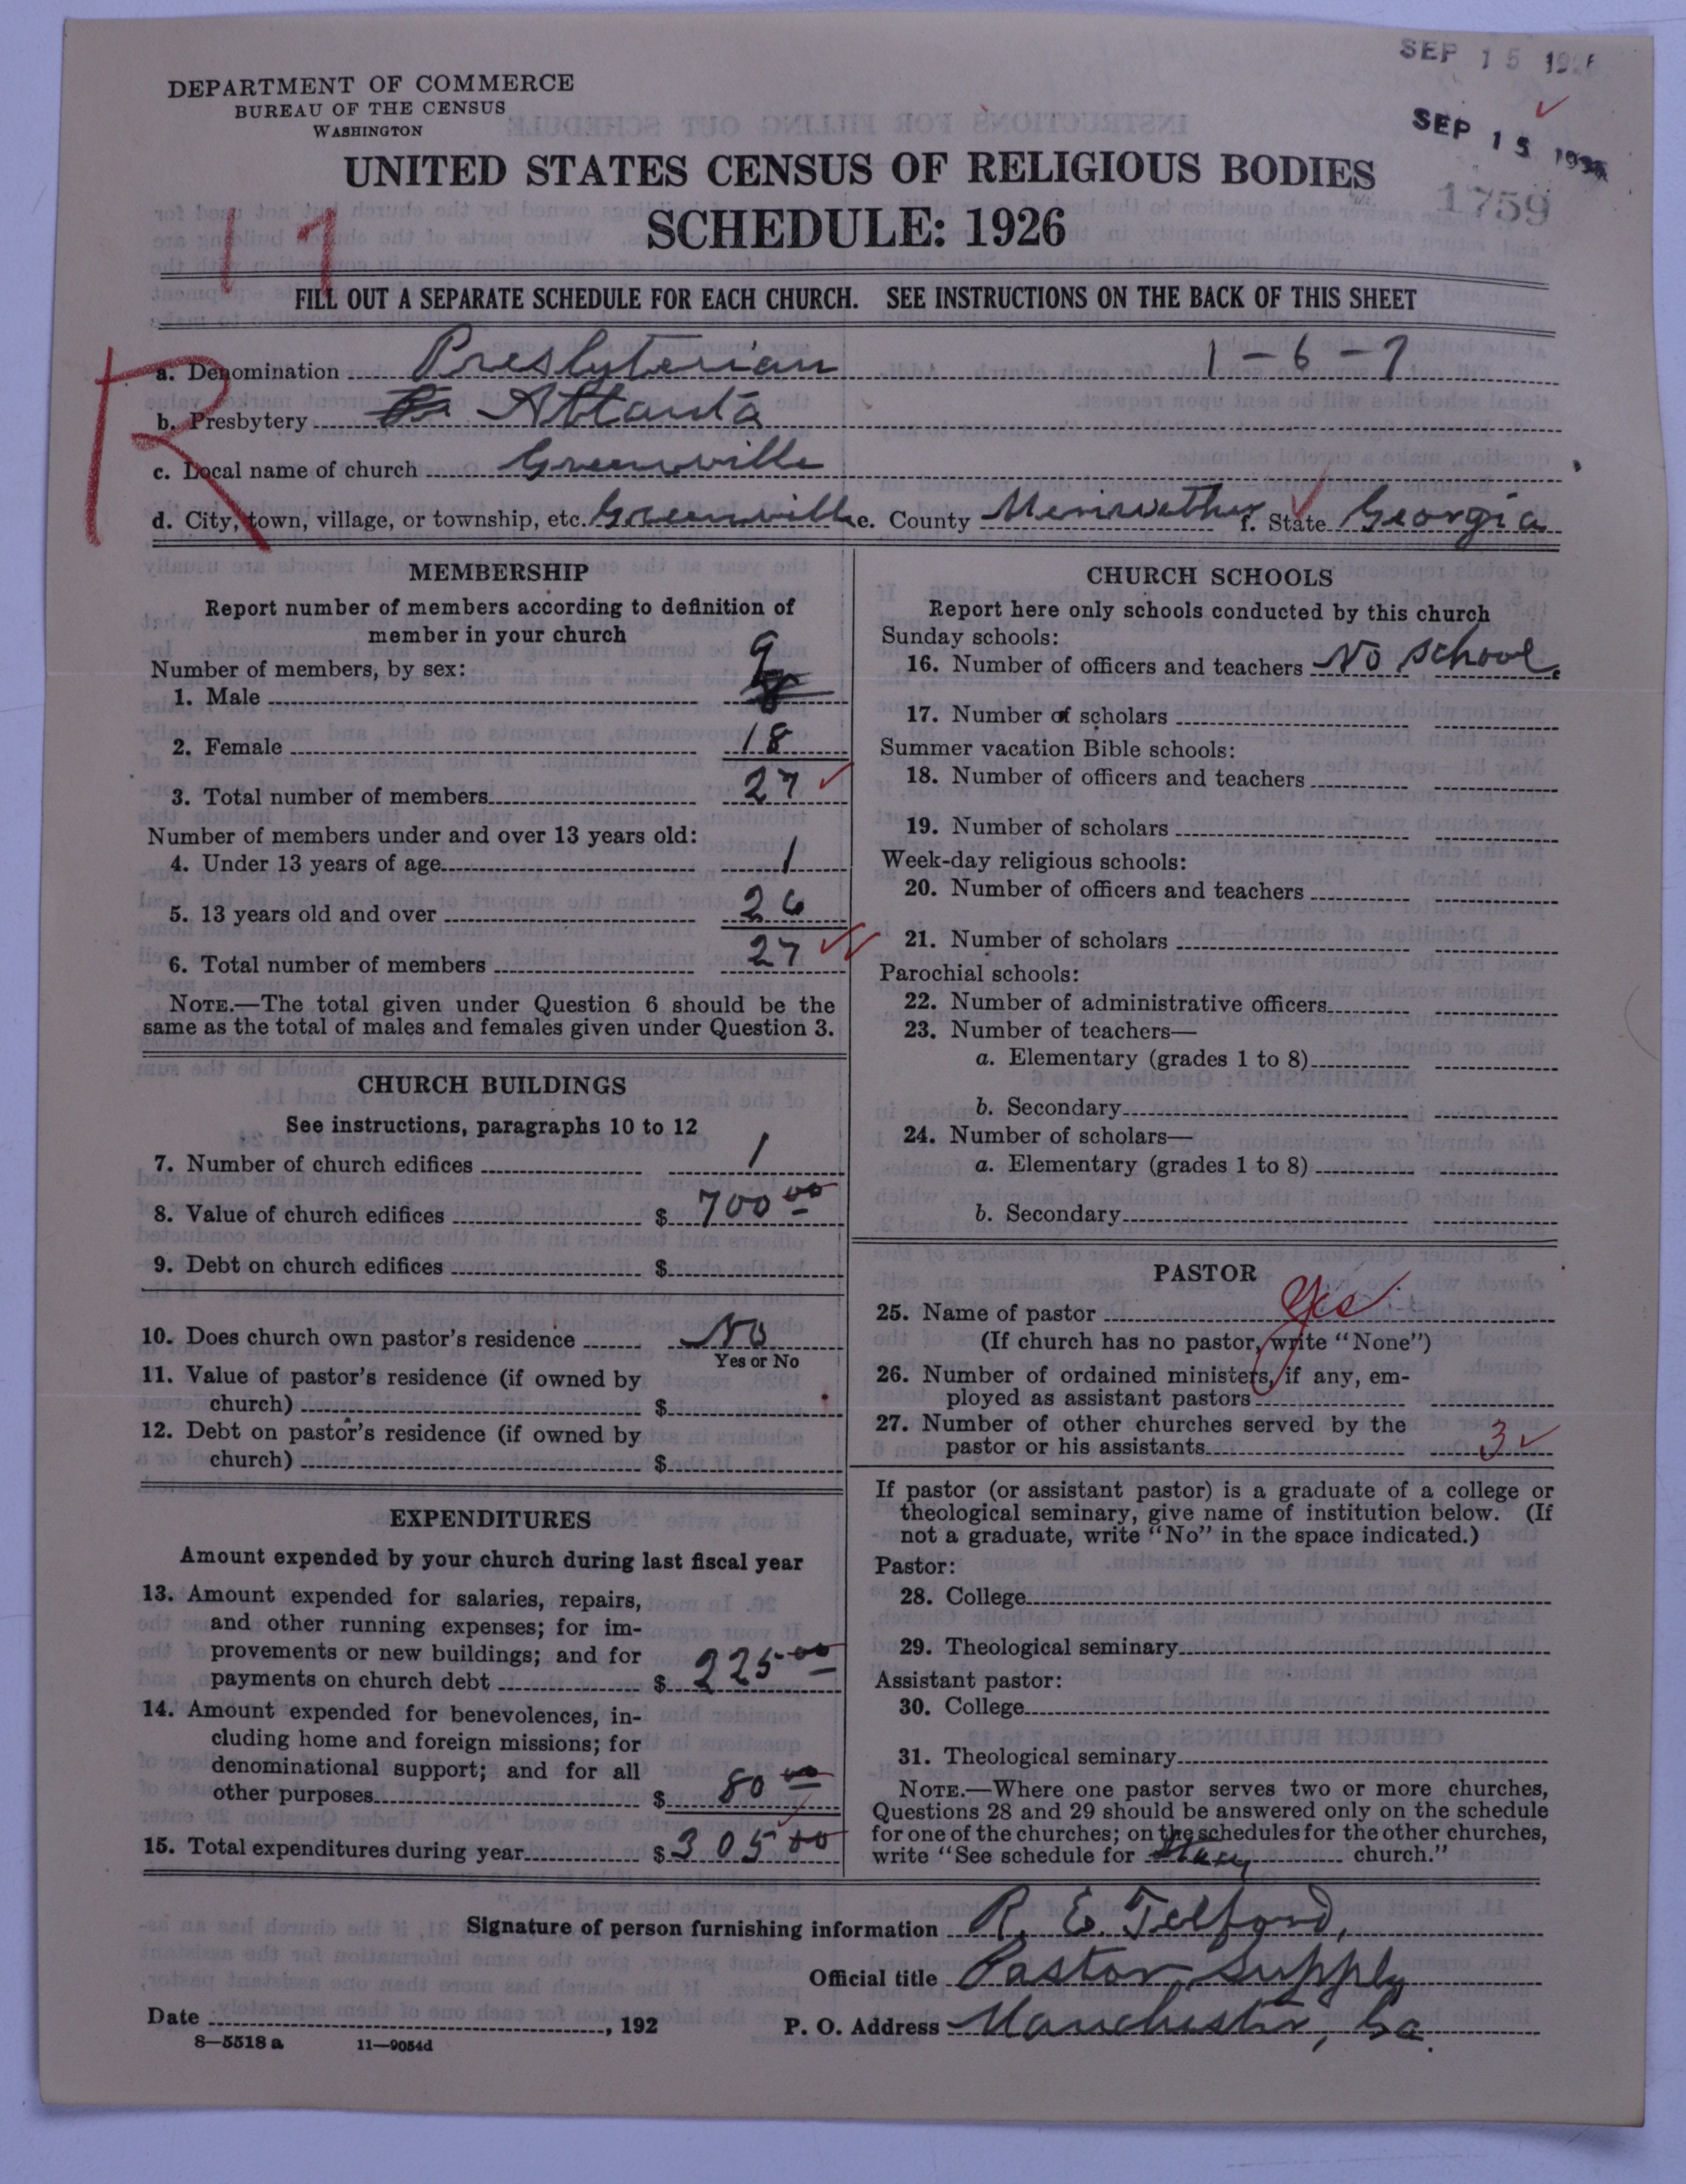 SEP 15 192
SEP 15 192
DEPARTMENT OF COMMERCE
BUREAU OF THE CENSUS
WASHINGTON
UNITED STATES CENSUS OF RELIGIOUS BODIES
1759
SCHEDULE: 1926
11
FILL OUT A SEPARATE SCHEDULE FOR EACH CHURCH. SEE INSTRUCTIONS ON THE BACK OF THIS SHEET
R
a. Denomination Presbyterian 1-6-7
b. Presbytery Attanta
c. Local name of church Greenville
d. City, town, village, or township, etc. Greenville e. County Meriwether f. State Georgia
MEMBERSHIP
Report number of members according to definition of
member in your church
Number of members, by sex:
1. Male 9
2. Female 18
3. Total number of members 27
Number of members under and over 13 years old:
4. Under 13 years of age 1
5. 13 years old and over 26
6. Total number of members 27
NOTE.—The total given under Question 6 should be the
same as the total of males and females given under Question 3.
CHURCH BUILDINGS
See instructions, paragraphs 10 to 12
7. Number of church edifices 1
8. Value of church edifices $ 700 00
9. Debt on church edifices $
10. Does church own pastor's residence No
Yes or No
11. Value of pastor's residence (if owned by
church) $
12. Debt on pastor's residence (if owned by
church) $
EXPENDITURES
Amount expended by your church during last fiscal year
13. Amount expended for salaries, repairs,
and other running expenses; for im-
provements or new buildings; and for
payments on church debt $ 225 00
14. Amount expended for benevolences, in-
cluding home and foreign missions; for
denominational support; and for all
other purposes $ 80 00
15. Total expenditures during year $ 305 00
CHURCH SCHOOLS
Report here only schools conducted by this church
Sunday schools:
16. Number of officers and teachers No School.
17. Number of scholars
Summer vacation Bible schools:
18. Number of officers and teachers
19. Number of scholars
Week-day religious schools:
20. Number of officers and teachers
21. Number of scholars
Parochial schools:
22. Number of administrative officers
23. Number of teachers—
a. Elementary (grades 1 to 8)
b. Secondary
24. Number of scholars—
a. Elementary (grades 1 to 8)
b. Secondary
PASTOR
25. Name of pastor Yes
(If church has no pastor, write "None")
26. Number of ordained ministers, if any, em-
ployed as assistant pastors
27. Number of other churches served by the
pastor or his assistants 3
If pastor (or assistant pastor) is a graduate of a college or
theological seminary, give name of institution below. (If
not a graduate, write "No" in the space indicated.)
Pastor:
28. College
29. Theological seminary
Assistant pastor:
30. College
31. Theological seminary
NOTE.—Where one pastor serves two or more churches,
Questions 28 and 29 should be answered only on the schedule
for one of the churches; on the schedules for the other churches,
write "See schedule for Stacy church."
Signature of person furnishing information R. E. Telford,
Official title Pastor Supply
Date , 192 P. O. Address Manchester, Ga.
8—5518a 11—9054d